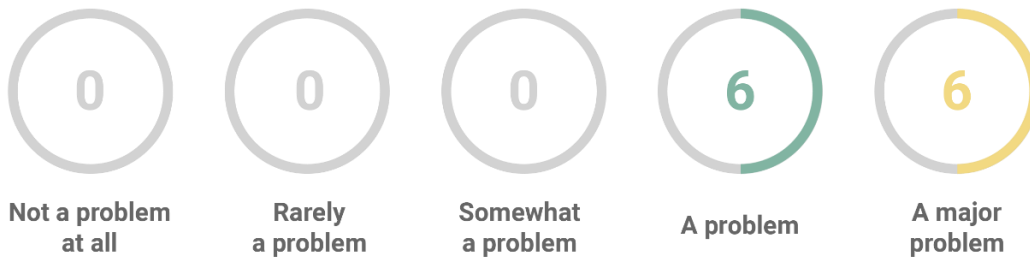 0 0 0 6 6
Not a problem at all
Rarely a problem
Somewhat a problem
A problem
A major problem